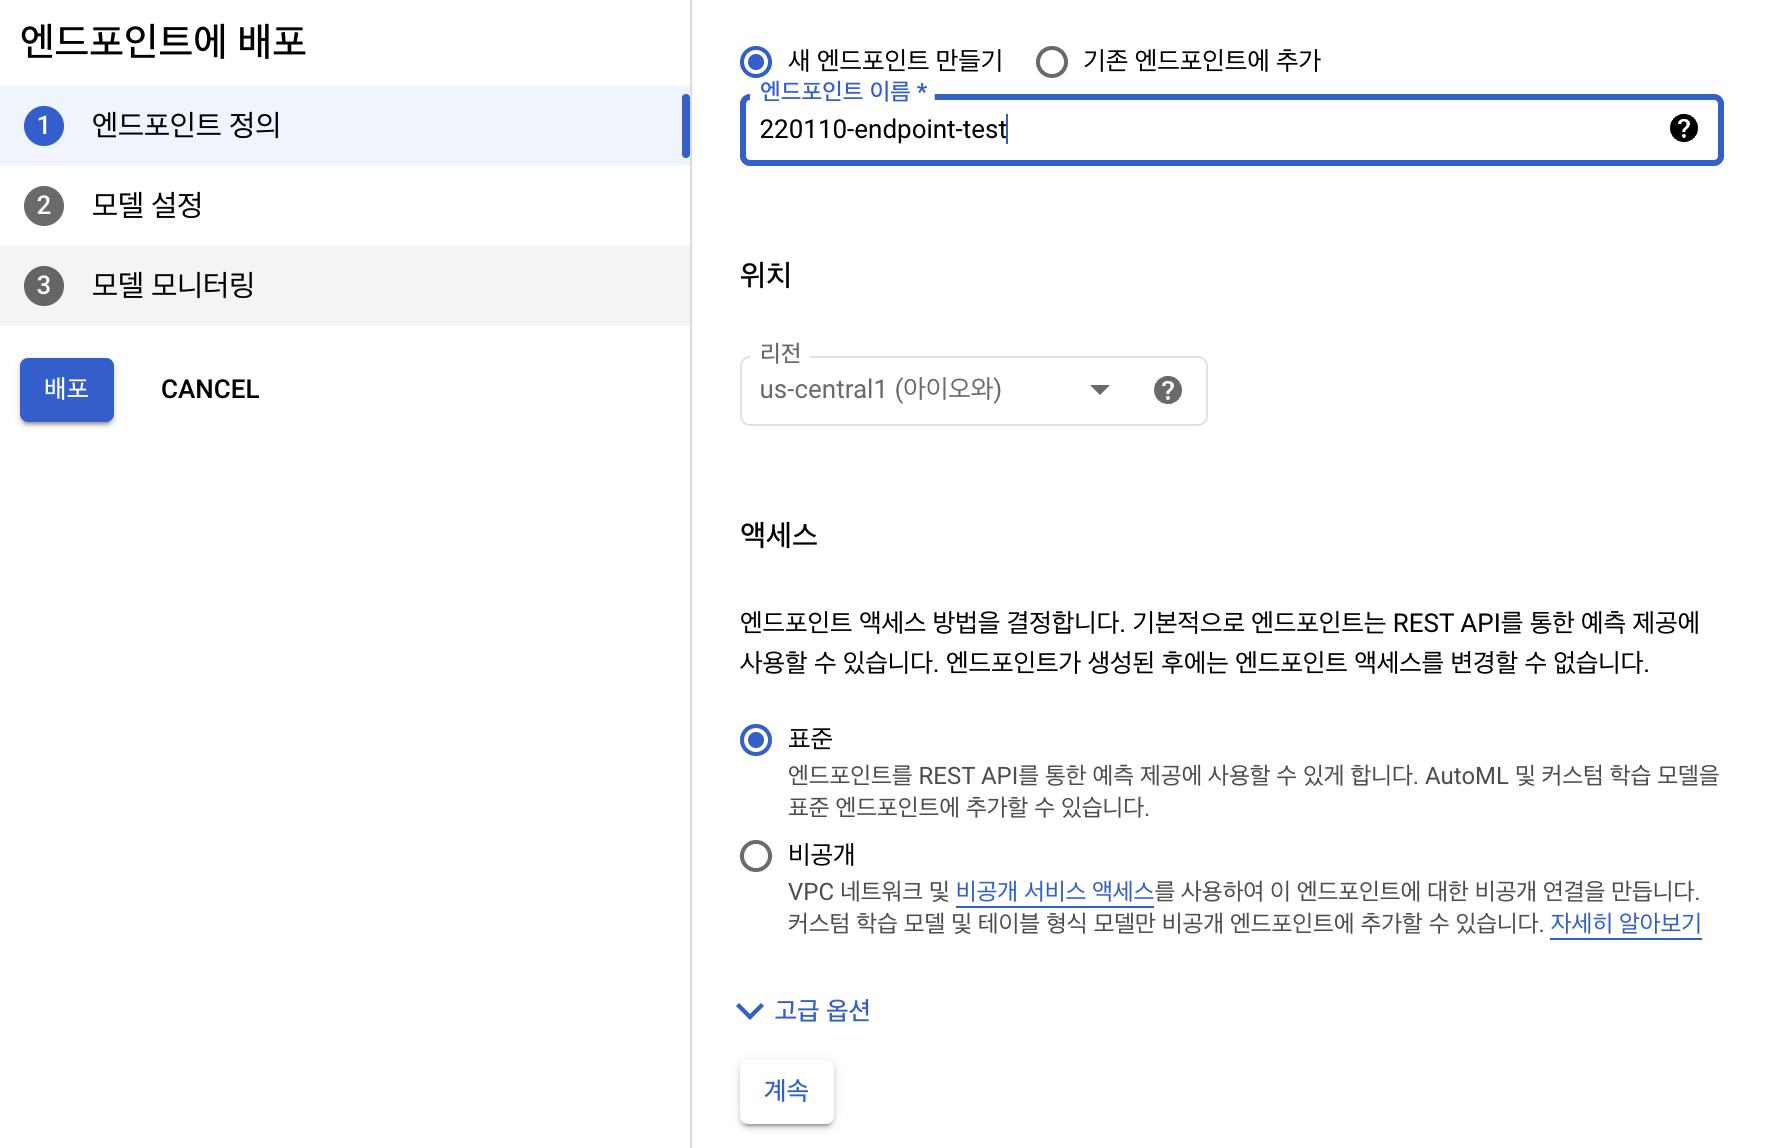 엔드포인트에 배포
1 엔드포인트 정의
2 모델 설정
3 모델 모니터링
배포 CANCEL
새 엔드포인트 만들기 기존 엔드포인트에 추가
엔드포인트 이름 *
220110-endpoint-test
위치
리전
us-central1 (아이오와)
액세스
엔드포인트 액세스 방법을 결정합니다. 기본적으로 엔드포인트는 REST API를 통한 예측 제공에
사용할 수 있습니다. 엔드포인트가 생성된 후에는 엔드포인트 액세스를 변경할 수 없습니다.
표준
엔드포인트를 REST API를 통한 예측 제공에 사용할 수 있게 합니다. AutoML 및 커스텀 학습 모델을
표준 엔드포인트에 추가할 수 있습니다.
비공개
VPC 네트워크 및 비공개 서비스 액세스를 사용하여 이 엔드포인트에 대한 비공개 연결을 만듭니다.
커스텀 학습 모델 및 테이블 형식 모델만 비공개 엔드포인트에 추가할 수 있습니다. 자세히 알아보기
고급 옵션
계속